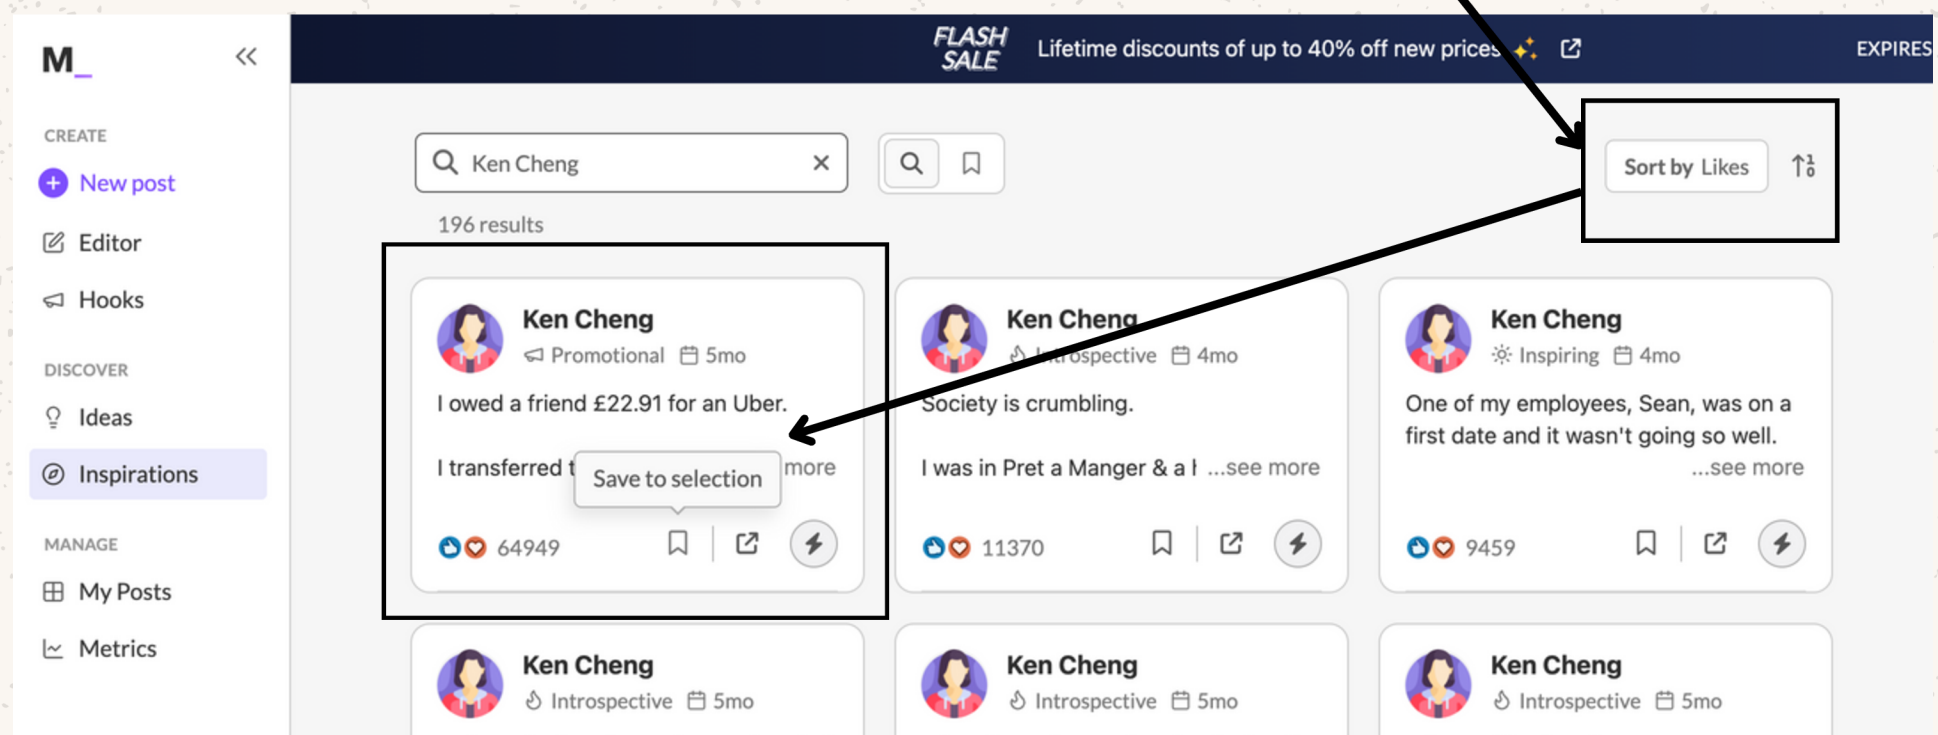 M_
FLASH
SALE
Lifetime discounts of up to 40% off new prices
EXPIRES
CREATE
New post
Editor
Hooks
DISCOVER
Ideas
Inspirations
MANAGE
My Posts
Metrics
Ken Cheng
Sort by Likes
196 results
Ken Cheng
Promotional 5mo
I owed a friend £22.91 for an Uber.
I transferred t more
Save to selection
64949
Ken Cheng
Introspective 4mo
Society is crumbling.
I was in Pret a Manger & a ...see more
11370
Ken Cheng
Inspiring 4mo
One of my employees, Sean, was on a
first date and it wasn't going so well.
...see more
9459
Ken Cheng
Introspective 5mo
Ken Cheng
Introspective 5mo
Ken Cheng
Introspective 5mo